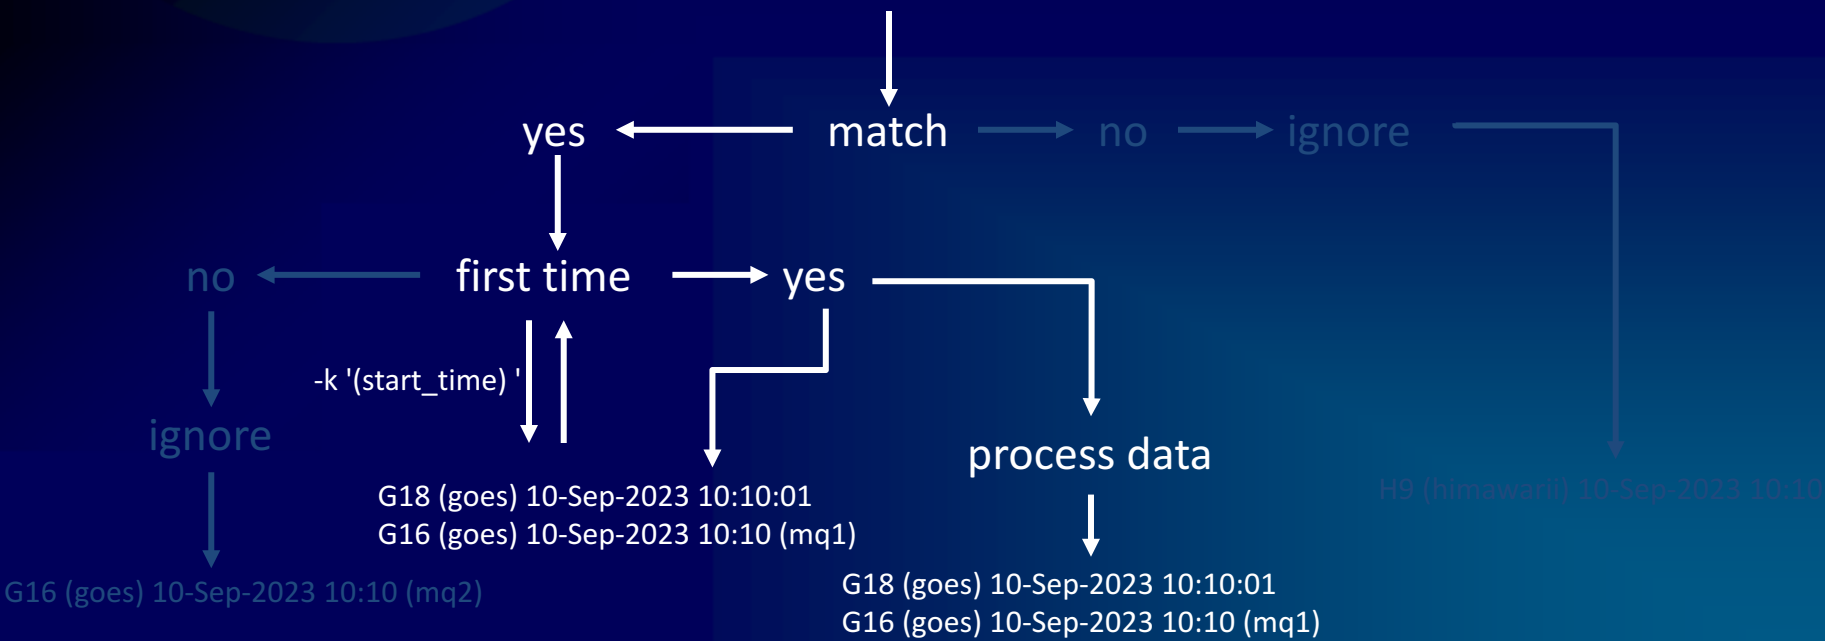 yes match no ignore
no first time yes
-k '(start_time) '
ignore
process data
G18 (goes) 10-Sep-2023 10:10:01
G16 (goes) 10-Sep-2023 10:10 (mq1)
H9 (himawarii) 10-Sep-2023 10:10
G16 (goes) 10-Sep-2023 10:10 (mq2)
G18 (goes) 10-Sep-2023 10:10:01
G16 (goes) 10-Sep-2023 10:10 (mq1)